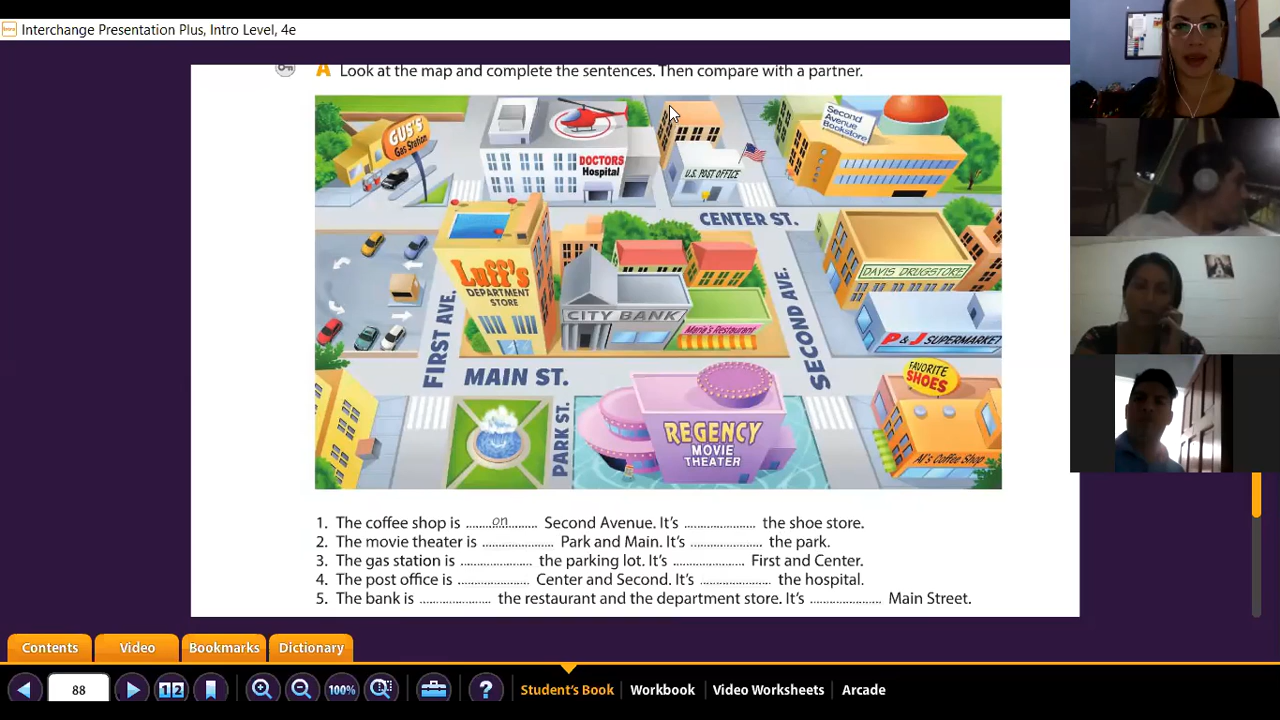 Interchange Presentation Plus, Intro Level, 4e
A Look at the map and complete the sentences. Then compare with a partner.
GUS's
Gas Station
DOCTORS
Hospital
U.S. POST OFFICE
Second
Avenue
Bookstore
CENTER ST.
Luff's
DEPARTMENT
STORE
CITY BANK
Maria's Restaurant
DAVIS DRUGSTORE
P & J SUPERMARKET
FIRST AVE.
SECOND AVE.
MAIN ST.
PARK ST.
REGENCY
MOVIE
THEATER
FAVORITE
SHOES
Al's Coffee Shop
1. The coffee shop is ........on........ Second Avenue. It's .................... the shoe store.
2. The movie theater is .................... Park and Main. It's .................... the park.
3. The gas station is .................... the parking lot. It's .................... First and Center.
4. The post office is .................... Center and Second. It's .................... the hospital.
5. The bank is .................... the restaurant and the department store. It's .................... Main Street.
Contents Video Bookmarks Dictionary
88 12 100% ? Student's Book Workbook Video Worksheets Arcade